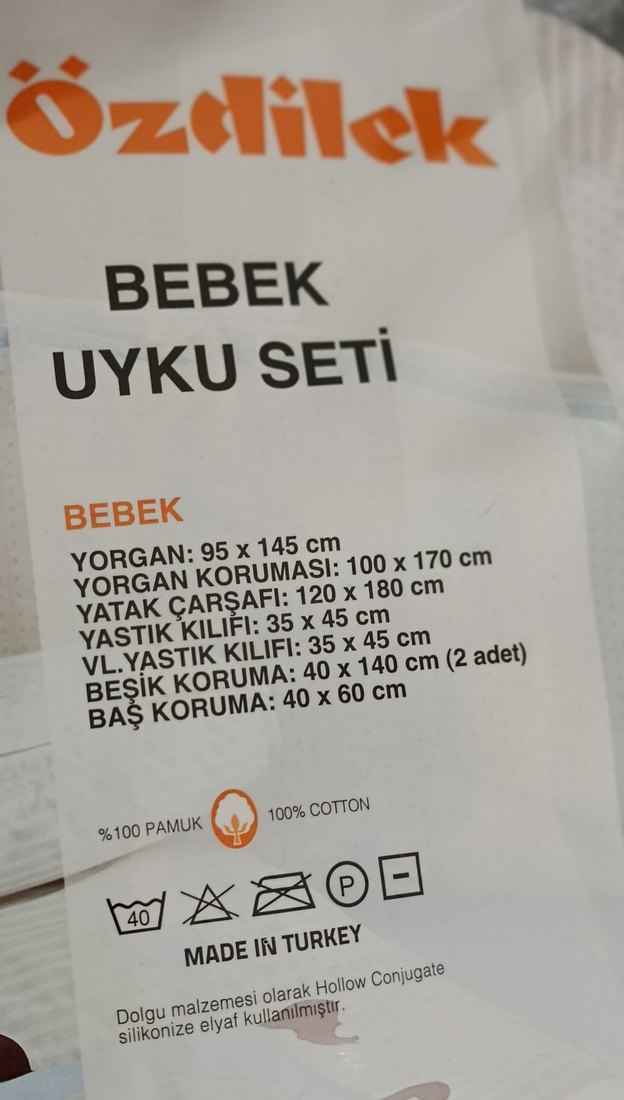 Özdilek
BEBEK
UYKU SETİ
BEBEK
YORGAN: 95 x 145 cm
YORGAN KORUMASI: 100 x 170 cm
YATAK ÇARŞAFI: 120 x 180 cm
YASTIK KILIFI: 35 x 45 cm
VL.YASTIK KILIFI: 35 x 45 cm
BEŞİK KORUMA: 40 x 140 cm (2 adet)
BAŞ KORUMA: 40 x 60 cm
%100 PAMUK 100% COTTON
40 P
MADE IN TURKEY
Dolgu malzemesi olarak Hollow Conjugate
silikonize elyaf kullanılmıştır.